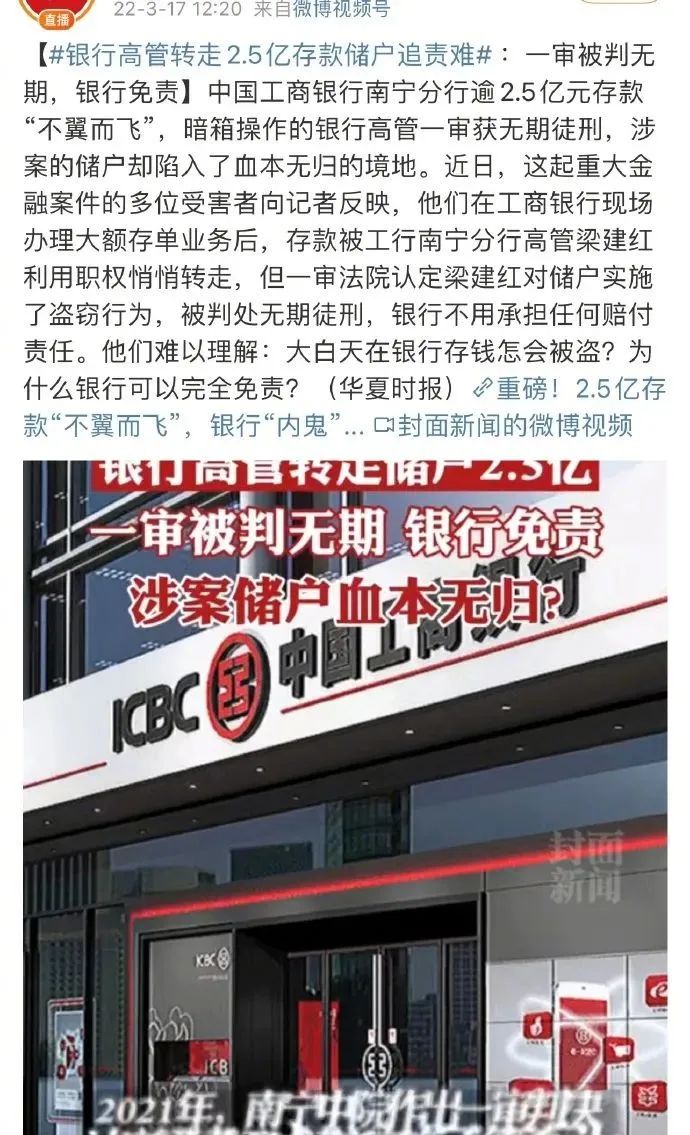 直播
22-3-17 12:20 来自微博视频号
【#银行高管转走2.5亿存款储户追责难#：一审被判无
期，银行免责】中国工商银行南宁分行逾2.5亿元存款
“不翼而飞”，暗箱操作的银行高管一审获无期徒刑，涉
案的储户却陷入了血本无归的境地。近日，这起重大金
融案件的多位受害者向记者反映，他们在工商银行现场
办理大额存单业务后，存款被工行南宁分行高管梁建红
利用职权悄悄转走，但一审法院认定梁建红对储户实施
了盗窃行为，被判处无期徒刑，银行不用承担任何赔付
责任。他们难以理解：大白天在银行存钱怎会被盗？为
什么银行可以完全免责？（华夏时报）重磅！2.5亿存
款“不翼而飞”，银行“内鬼”... 封面新闻的微博视频
银行高管转走储户2.5亿
一审被判无期 银行免责
涉案储户血本无归？
ICBC 中国工商银行
封面
新闻
ICBC
e-ICBC
2021年，南宁中院作出一审判决